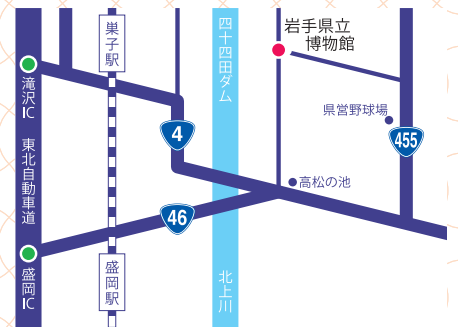 巣子駅
四十四田ダム
岩手県立
博物館
滝沢IC
県営野球場
4
455
東北自動車道
高松の池
46
盛岡IC
盛岡駅
北上川